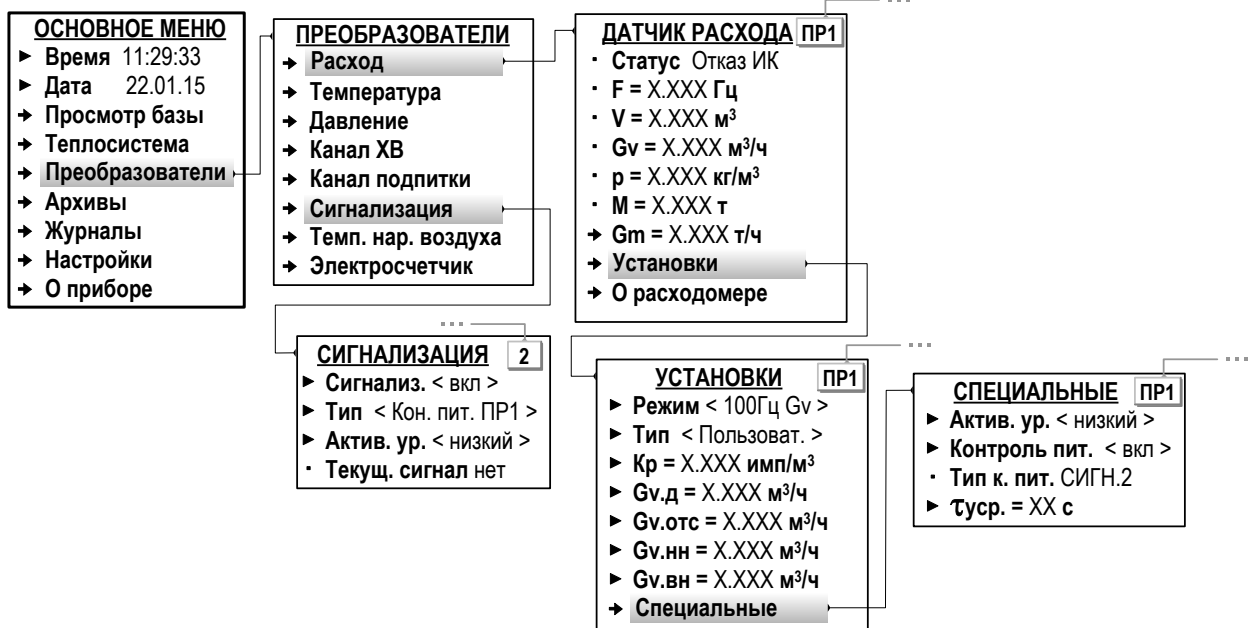 ОСНОВНОЕ МЕНЮ
Время 11:29:33
Дата 22.01.15
Просмотр базы
Теплосистема
Преобразователи
Архивы
Журналы
Настройки
О приборе
ПРЕОБРАЗОВАТЕЛИ
Расход
Температура
Давление
Канал ХВ
Канал подпитки
Сигнализация
Темп. нар. воздуха
Электросчетчик
ДАТЧИК РАСХОДА ПР1
Статус Отказ ИК
F = X.XXX Гц
V = X.XXX м³
Gv = X.XXX м³/ч
p = X.XXX кг/м³
M = X.XXX т
Gm = X.XXX т/ч
Установки
О расходомере
СИГНАЛИЗАЦИЯ 2
Сигнализ. < вкл >
Тип < Кон. пит. ПР1 >
Актив. ур. < низкий >
Текущ. сигнал нет
УСТАНОВКИ ПР1
Режим < 100Гц Gv >
Тип < Пользоват. >
Кр = X.XXX имп/м³
Gv.д = X.XXX м³/ч
Gv.отс = X.XXX м³/ч
Gv.нн = X.XXX м³/ч
Gv.вн = X.XXX м³/ч
Специальные
СПЕЦИАЛЬНЫЕ ПР1
Актив. ур. < низкий >
Контроль пит. < вкл >
Тип к. пит. СИГН.2
τуср. = XX с